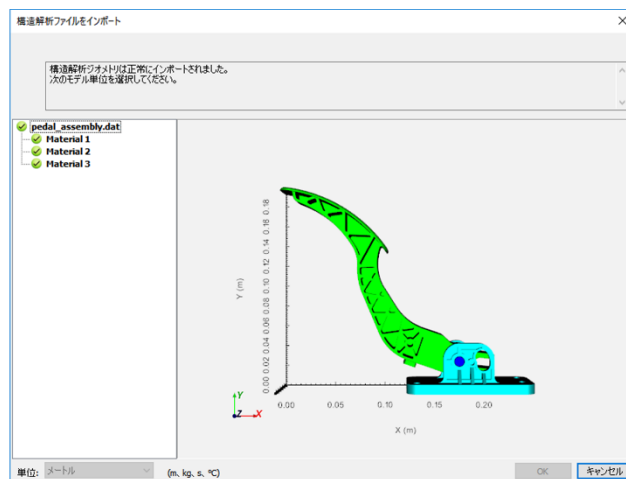 構造解析ファイルをインポート
構造解析ジオメトリは正常にインポートされました。
次のモデル単位を選択してください。
pedal_assembly.dat
Material 1
Material 2
Material 3
Y (m)
0.18
0.16
0.14
0.12
0.10
0.08
0.06
0.04
0.02
0.00
0.00 0.05 0.10 0.15 0.20
X (m)
Y
Z X
単位: メートル (m, kg, s, ℃) OK キャンセル